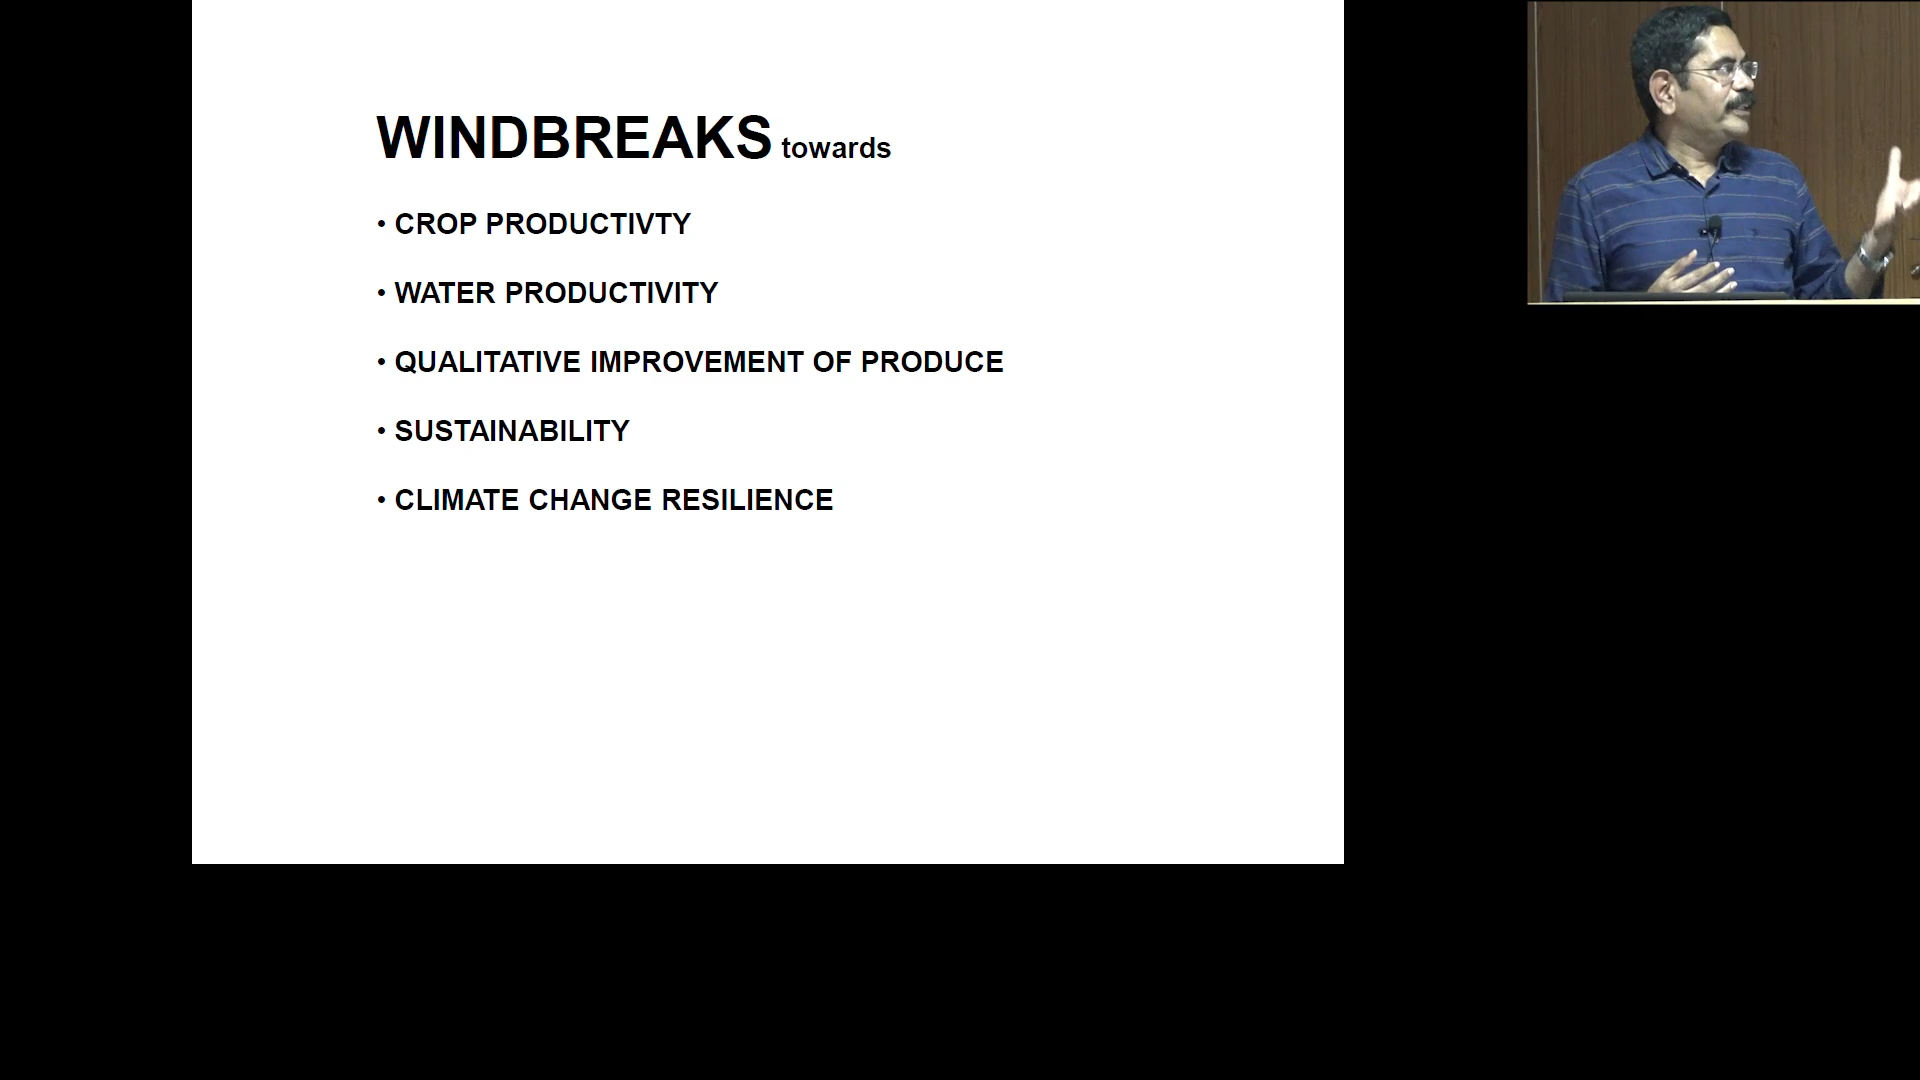 WINDBREAKS towards
• CROP PRODUCTIVTY
• WATER PRODUCTIVITY
• QUALITATIVE IMPROVEMENT OF PRODUCE
• SUSTAINABILITY
• CLIMATE CHANGE RESILIENCE